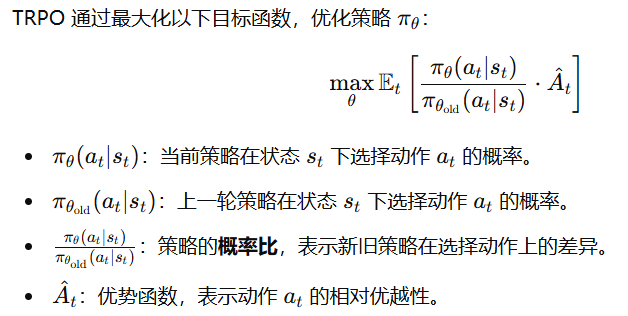 TRPO 通过最大化以下目标函数，优化策略 $\pi_\theta$：
$$\max_\theta \mathbb{E}_t \left[ \frac{\pi_\theta(a_t|s_t)}{\pi_{\theta_{\text{old}}}(a_t|s_t)} \cdot \hat{A}_t \right]$$
• $\pi_\theta(a_t|s_t)$：当前策略在状态 $s_t$ 下选择动作 $a_t$ 的概率。
• $\pi_{\theta_{\text{old}}}(a_t|s_t)$：上一轮策略在状态 $s_t$ 下选择动作 $a_t$ 的概率。
• $\frac{\pi_\theta(a_t|s_t)}{\pi_{\theta_{\text{old}}}(a_t|s_t)}$：策略的概率比，表示新旧策略在选择动作上的差异。
• $\hat{A}_t$：优势函数，表示动作 $a_t$ 的相对优越性。